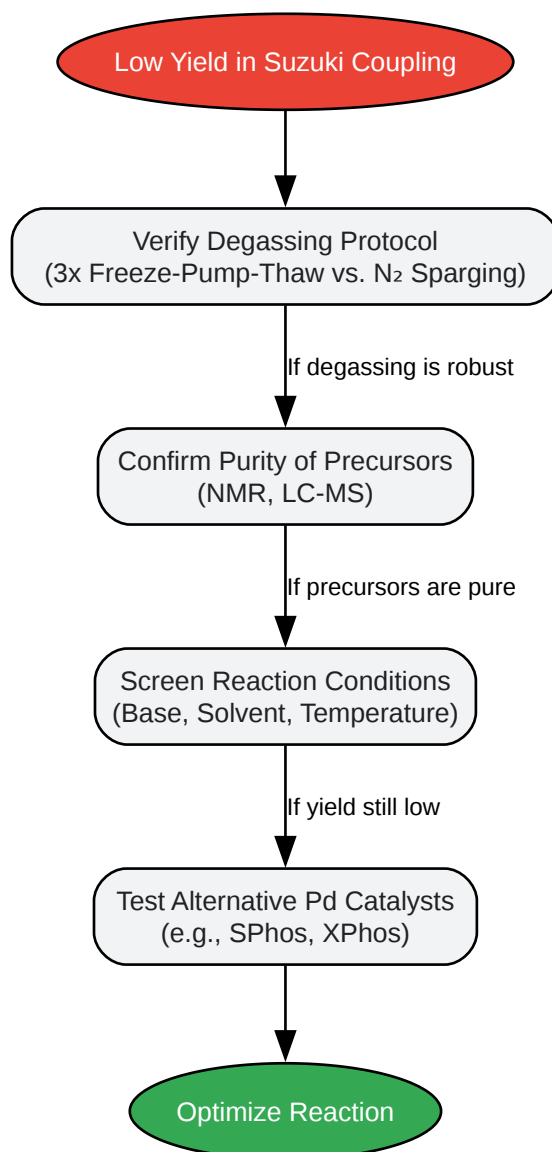 Low Yield in Suzuki Coupling
Verify Degassing Protocol
(3x Freeze-Pump-Thaw vs. N₂ Sparging)
If degassing is robust
Confirm Purity of Precursors
(NMR, LC-MS)
If precursors are pure
Screen Reaction Conditions
(Base, Solvent, Temperature)
If yield still low
Test Alternative Pd Catalysts
(e.g., SPhos, XPhos)
Optimize Reaction